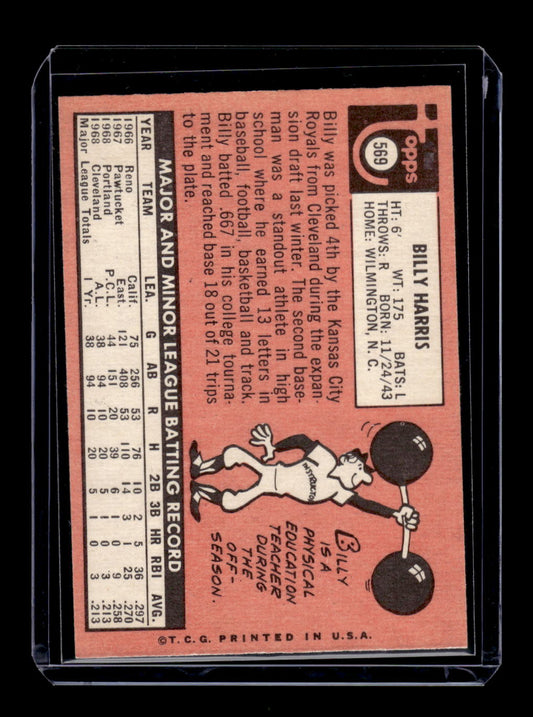 topps
569
BILLY HARRIS
HT: 6' WT: 175 BATS: L
THROWS: R BORN: 11/24/43
HOME: WILMINGTON, N. C.
Billy was picked 4th by the Kansas City
Royals from Cleveland during the expan-
sion draft last winter. The second base-
man was a standout athlete in high
school where he earned 13 letters in
baseball, football, basketball and track.
Billy batted .667 in his college tourna-
ment and reached base 18 out of 21 trips
to the plate.
INSTRUCTOR
BILLY
IS A
PHYSICAL
EDUCATION
TEACHER
DURING
THE
OFF-
SEASON.
MAJOR AND MINOR LEAGUE BATTING RECORD
YEAR TEAM LEA. G AB R H 2B 3B HR RBI AVG.
1966 Reno Calif. 75 256 53 76 10 2 5 36 .297
1967 Pawtucket East. 121 408 53 110 14 5 1 25 .270
1968 Portland P.C.L. 44 151 20 39 6 1 0 9 .258
1968 Cleveland A.L. 38 94 10 20 5 1 0 3 .213
Major League Totals 1 Yr. 38 94 10 20 5 1 0 3 .213
©T.C.G. PRINTED IN U.S.A.